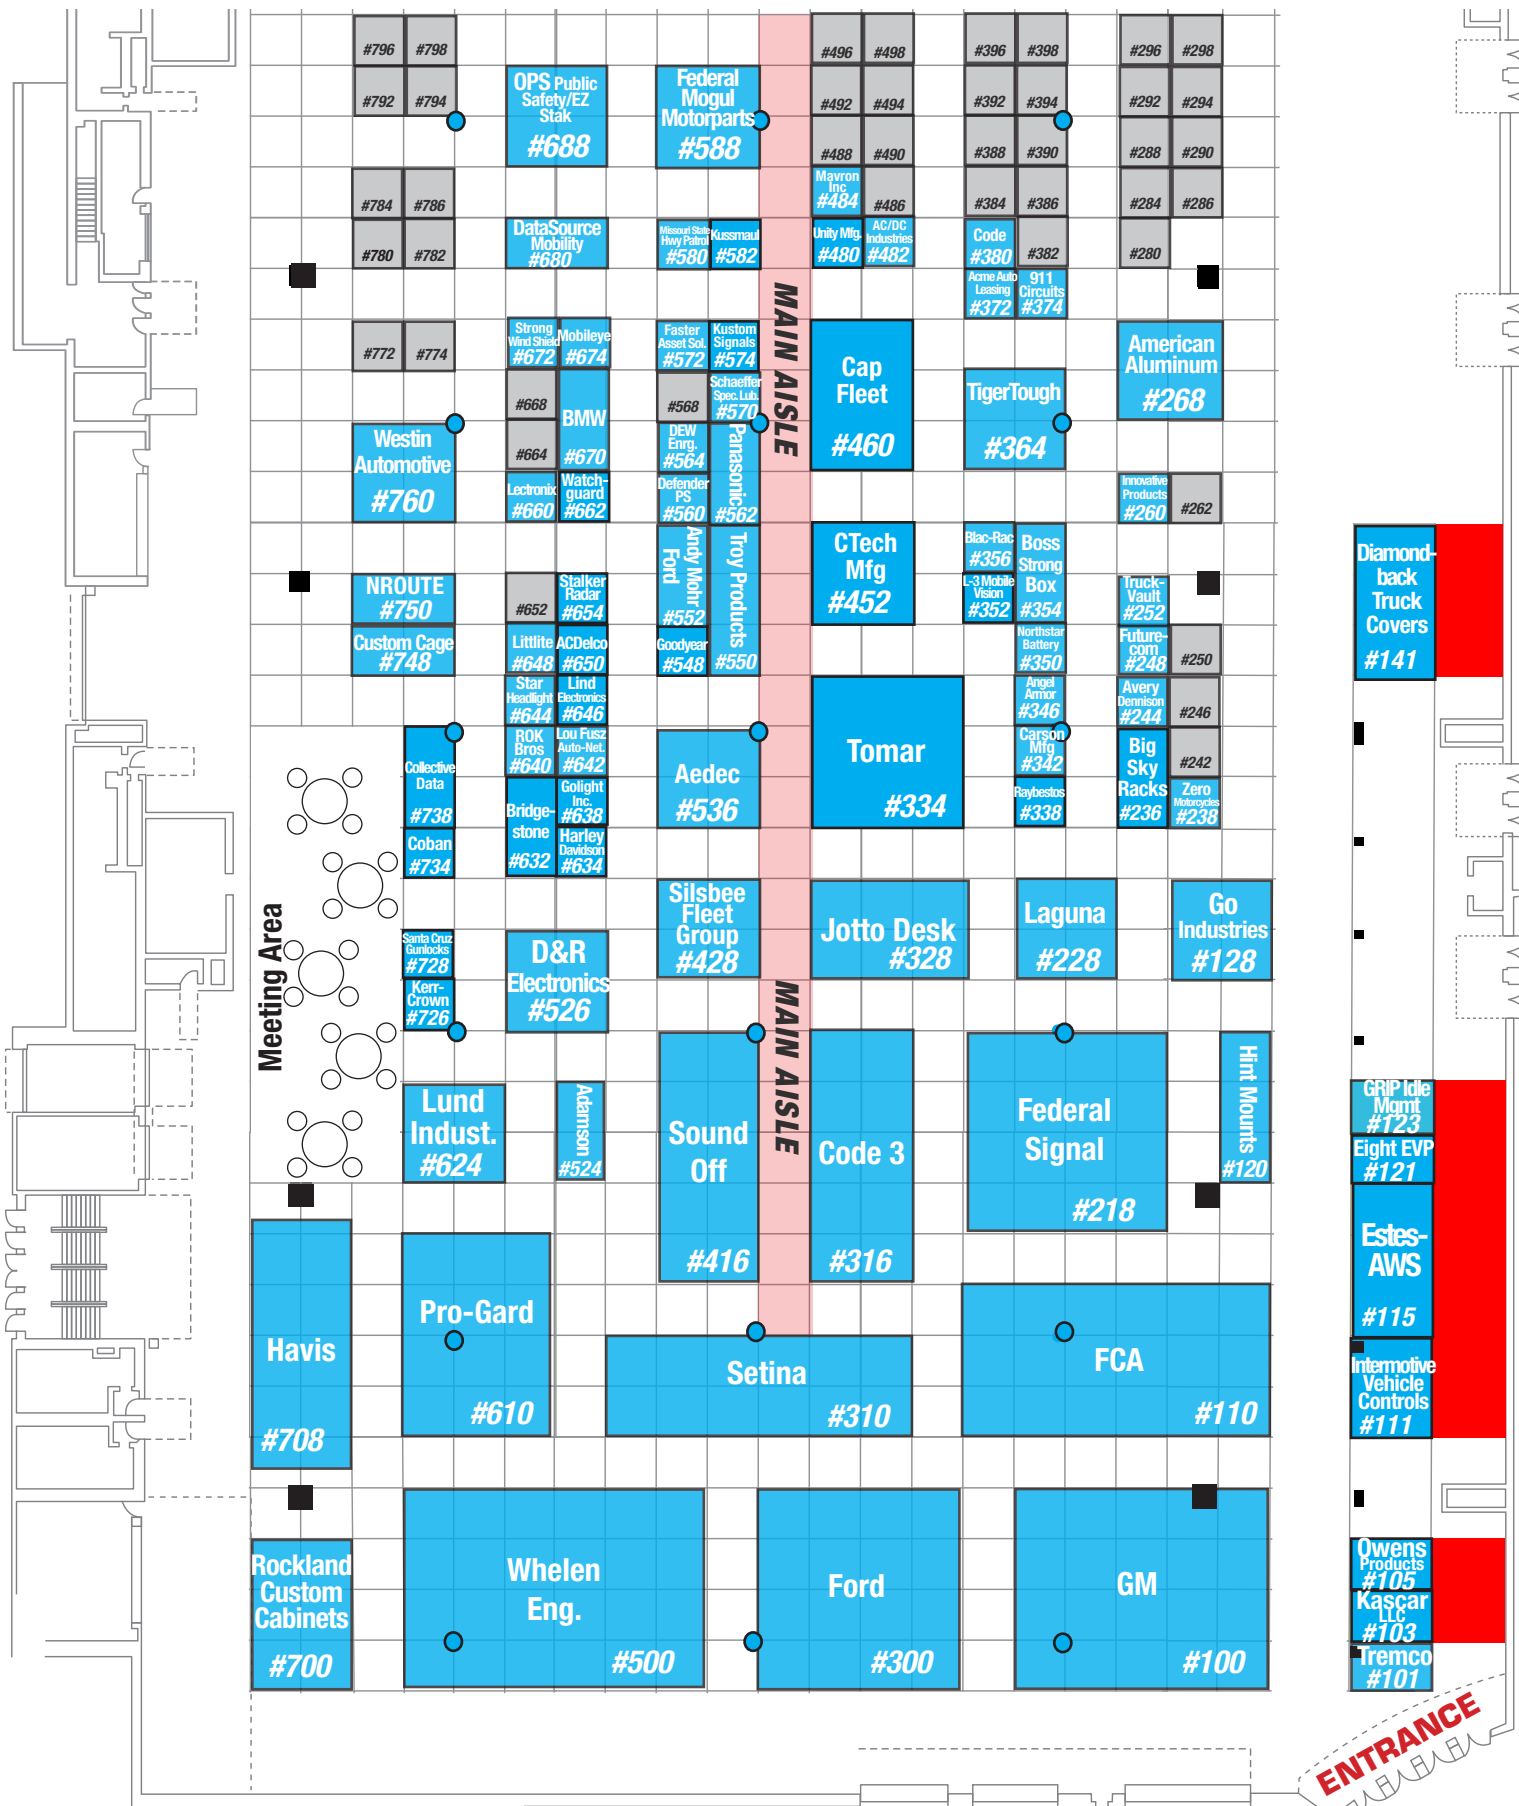 #796 #798
#496 #498
#396 #398
#296 #298
#792 #794
OPS Public
Safety/EZ
Stak
#688
Federal
Mogul
Motorparts
#588
#492 #494
#392 #394
#292 #294
#488 #490
#388 #390
#288 #290
#784 #786
Mavron
Inc
#484
#486
#384 #386
#284 #286
#780 #782
DataSource
Mobility
#680
Missouri State
Hwy Patrol
#580
Kussmaul
#582
Unity Mfg.
#480
AC/DC
Industries
#482
Code
#380
#382
#280
Acme Auto
Leasing
#372
911
Circuits
#374
MAIN AISLE
#772 #774
Strong
Wind Shield
#672
Mobileye
#674
Faster
Asset Sol.
#572
Kustom
Signals
#574
Cap
Fleet
#460
American
Aluminum
#268
#668
BMW
#670
#568
Schaeffer
Spec. Lub.
#570
TigerTough
#364
#664
Westin
Automotive
#760
DEW
Enrg.
#564
Panasonic
#562
Lectronix
#660
Watch-
guard
#662
Defender
PS
#560
Innovative
Products
#260
#262
Andy Mohr
Ford
#552
Troy Products
#550
CTech
Mfg
#452
Blac-Rac
#356
Boss
Strong
Box
#354
Diamond-
back
Truck
Covers
#141
NROUTE
#750
#652
Stalker
Radar
#654
L-3 Mobile
Vision
#352
Truck-
Vault
#252
Custom Cage
#748
Littlite
#648
ACDelco
#650
Goodyear
#548
Northstar
Battery
#350
Future-
com
#248
#250
Star
Headlight
#644
Lind
Electronics
#646
Angel
Armor
#346
Avery
Dennison
#244
#246
Tomar
#334
Collective
Data
#738
ROK
Bros
#640
Lou Fusz
Auto-Net.
#642
Aedec
#536
Carson
Mfg
#342
Big
Sky
Racks
#236
#242
Bridge-
stone
#632
Golight
Inc.
#638
Raybestos
#338
Zero
Motorcycles
#238
Coban
#734
Harley
Davidson
#634
Meeting Area
Silsbee
Fleet
Group
#428
Jotto Desk
#328
Laguna
#228
Go
Industries
#128
Santa Cruz
Gunlocks
#728
D&R
Electronics
#526
Kerr-
Crown
#726
MAIN AISLE
Lund
Indust.
#624
Adamson
#524
Sound
Off
#416
Code 3
#316
Federal
Signal
#218
Hint Mounts
#120
GRIP Idle
Mgmt
#123
Eight EVP
#121
Estes-
AWS
#115
Havis
#708
Pro-Gard
#610
Setina
#310
FCA
#110
Intermotive
Vehicle
Controls
#111
Rockland
Custom
Cabinets
#700
Whelen
Eng.
#500
Ford
#300
GM
#100
Owens
Products
#105
Kascar
LLC
#103
Tremco
#101
ENTRANCE